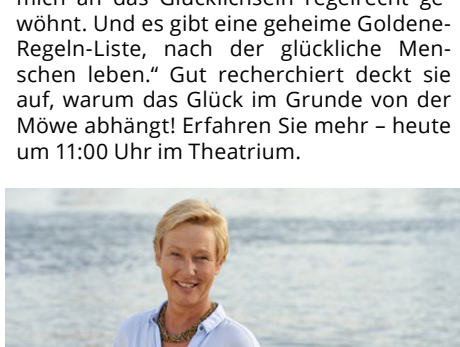 mich an das Glücklichsein regelrecht ge-
wöhnt. Und es gibt eine geheime Goldene-
Regeln-Liste, nach der glückliche Men-
schen leben.“ Gut recherchiert deckt sie
auf, warum das Glück im Grunde von der
Möwe abhängt! Erfahren Sie mehr – heute
um 11:00 Uhr im Theatrium.